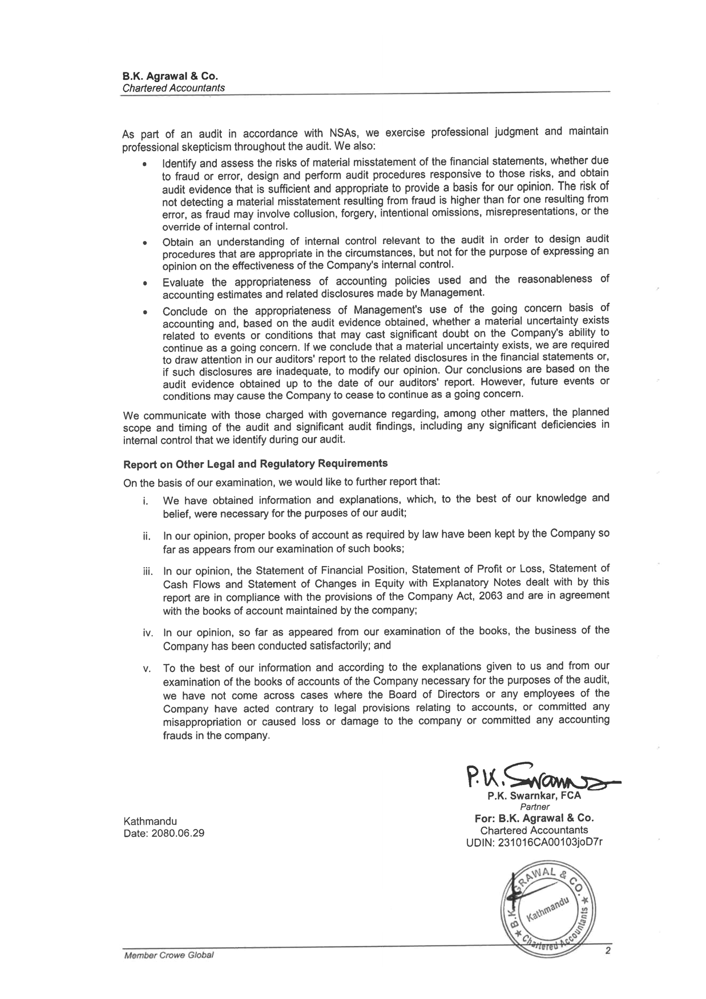 B.K. Agrawal & Co.
Chartered Accountants
As part of an audit in accordance with NSAs, we exercise professional judgment and maintain
professional skepticism throughout the audit. We also:
• Identify and assess the risks of material misstatement of the financial statements, whether due
to fraud or error, design and perform audit procedures responsive to those risks, and obtain
audit evidence that is sufficient and appropriate to provide a basis for our opinion. The risk of
not detecting a material misstatement resulting from fraud is higher than for one resulting from
error, as fraud may involve collusion, forgery, intentional omissions, misrepresentations, or the
override of internal control.
• Obtain an understanding of internal control relevant to the audit in order to design audit
procedures that are appropriate in the circumstances, but not for the purpose of expressing an
opinion on the effectiveness of the Company's internal control.
• Evaluate the appropriateness of accounting policies used and the reasonableness of
accounting estimates and related disclosures made by Management.
• Conclude on the appropriateness of Management's use of the going concern basis of
accounting and, based on the audit evidence obtained, whether a material uncertainty exists
related to events or conditions that may cast significant doubt on the Company's ability to
continue as a going concern. If we conclude that a material uncertainty exists, we are required
to draw attention in our auditors' report to the related disclosures in the financial statements or,
if such disclosures are inadequate, to modify our opinion. Our conclusions are based on the
audit evidence obtained up to the date of our auditors' report. However, future events or
conditions may cause the Company to cease to continue as a going concern.
We communicate with those charged with governance regarding, among other matters, the planned
scope and timing of the audit and significant audit findings, including any significant deficiencies in
internal control that we identify during our audit.
Report on Other Legal and Regulatory Requirements
On the basis of our examination, we would like to further report that:
i. We have obtained information and explanations, which, to the best of our knowledge and
belief, were necessary for the purposes of our audit;
ii. In our opinion, proper books of account as required by law have been kept by the Company so
far as appears from our examination of such books;
iii. In our opinion, the Statement of Financial Position, Statement of Profit or Loss, Statement of
Cash Flows and Statement of Changes in Equity with Explanatory Notes dealt with by this
report are in compliance with the provisions of the Company Act, 2063 and are in agreement
with the books of account maintained by the company;
iv. In our opinion, so far as appeared from our examination of the books, the business of the
Company has been conducted satisfactorily; and
v. To the best of our information and according to the explanations given to us and from our
examination of the books of accounts of the Company necessary for the purposes of the audit,
we have not come across cases where the Board of Directors or any employees of the
Company have acted contrary to legal provisions relating to accounts, or committed any
misappropriation or caused loss or damage to the company or committed any accounting
frauds in the company.
P.K. Swarnkar, FCA
Partner
For: B.K. Agrawal & Co.
Chartered Accountants
UDIN: 231016CA00103joD7r
Kathmandu
Date: 2080.06.29
★ B.K. AGRAWAL & CO. ★
Kathmandu
Chartered Accountants
Member Crowe Global
2